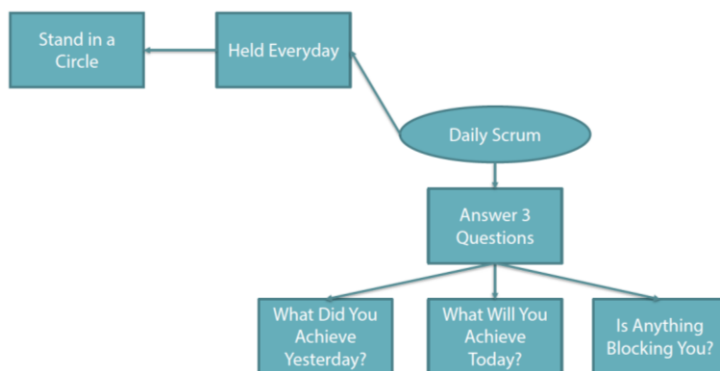 Stand in a
Circle
Held Everyday
Daily Scrum
Answer 3
Questions
What Did You
Achieve
Yesterday?
What Will You
Achieve
Today?
Is Anything
Blocking You?